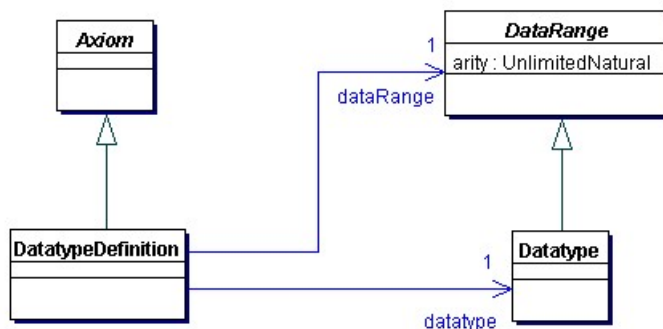 Axiom
DataRange
arity : UnlimitedNatural
1
dataRange
DatatypeDefinition
Datatype
1
datatype